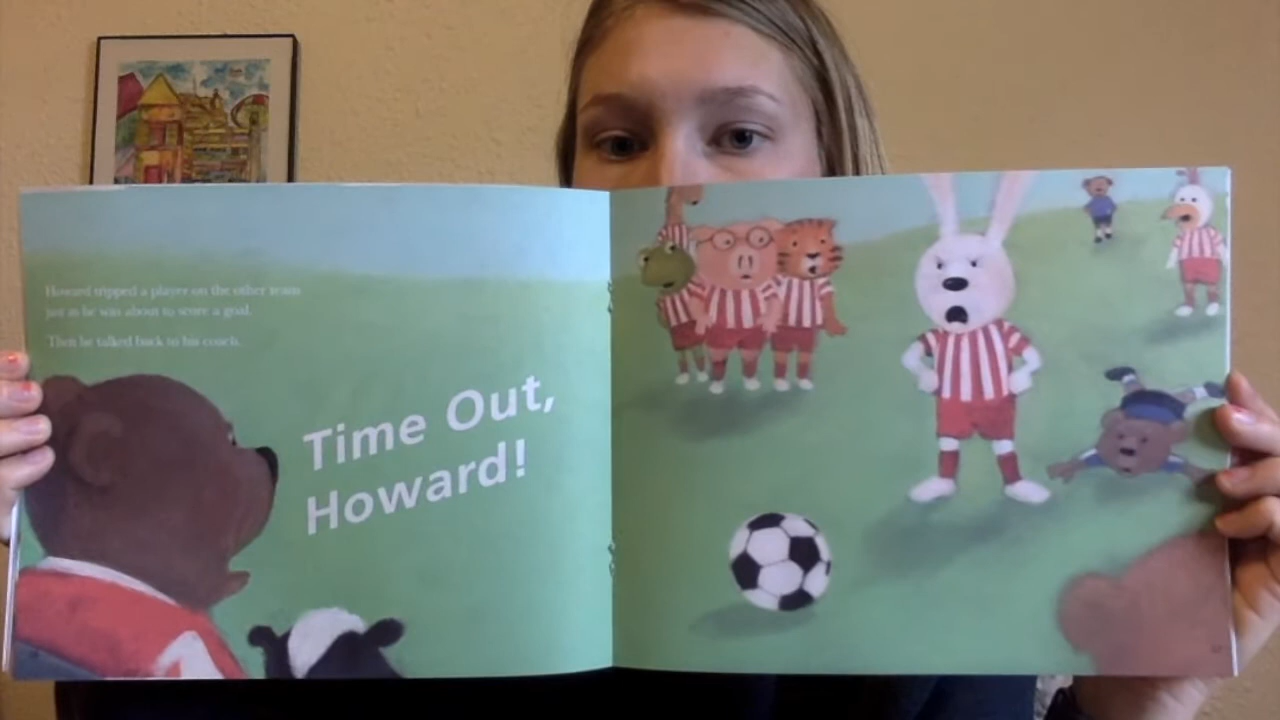 Howard tripped a player on the other team
just as he was about to score a goal.
Then he talked back to his coach.
Time Out,
Howard!